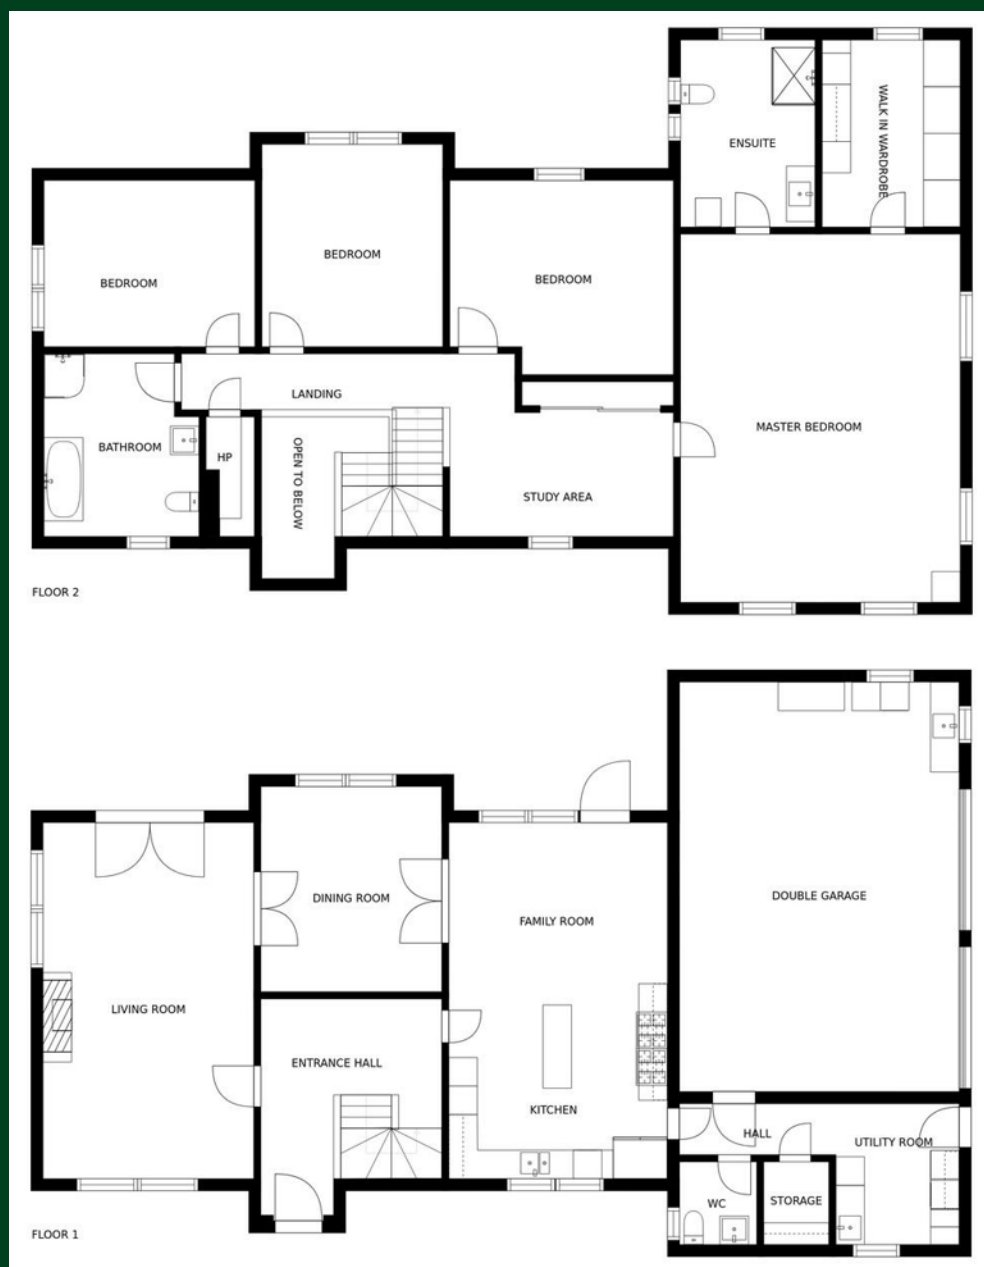 ENSUITE
WALK IN WARDROBE
BEDROOM
BEDROOM
BEDROOM
LANDING
MASTER BEDROOM
BATHROOM
HP
OPEN TO BELOW
STUDY AREA
FLOOR 2
DOUBLE GARAGE
DINING ROOM
FAMILY ROOM
LIVING ROOM
ENTRANCE HALL
KITCHEN
HALL
UTILITY ROOM
WC
STORAGE
FLOOR 1